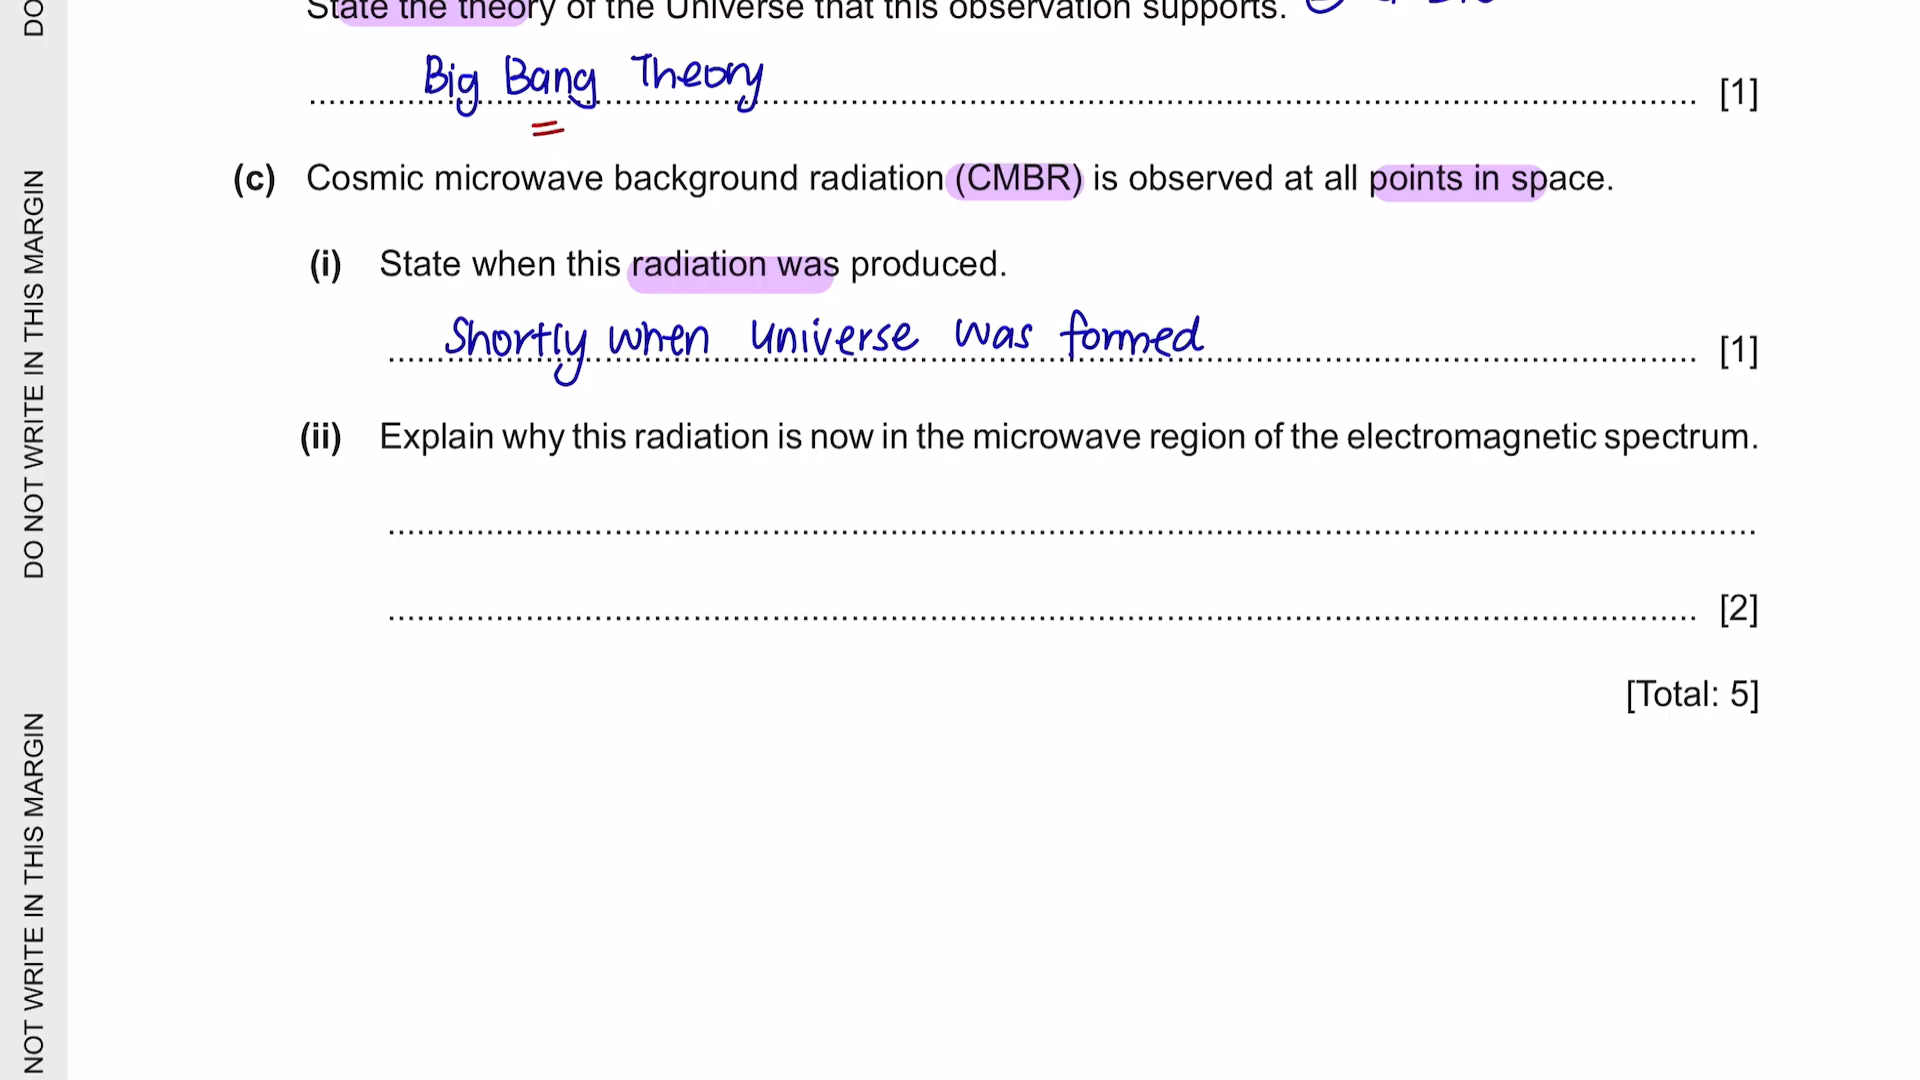 State the theory of the Universe that this observation supports.
Big Bang Theory
[1]
(c) Cosmic microwave background radiation (CMBR) is observed at all points in space.
(i) State when this radiation was produced.
Shortly when Universe was formed
[1]
(ii) Explain why this radiation is now in the microwave region of the electromagnetic spectrum.
[2]
[Total: 5]
DO NOT WRITE IN THIS MARGIN
NOT WRITE IN THIS MARGIN
DO